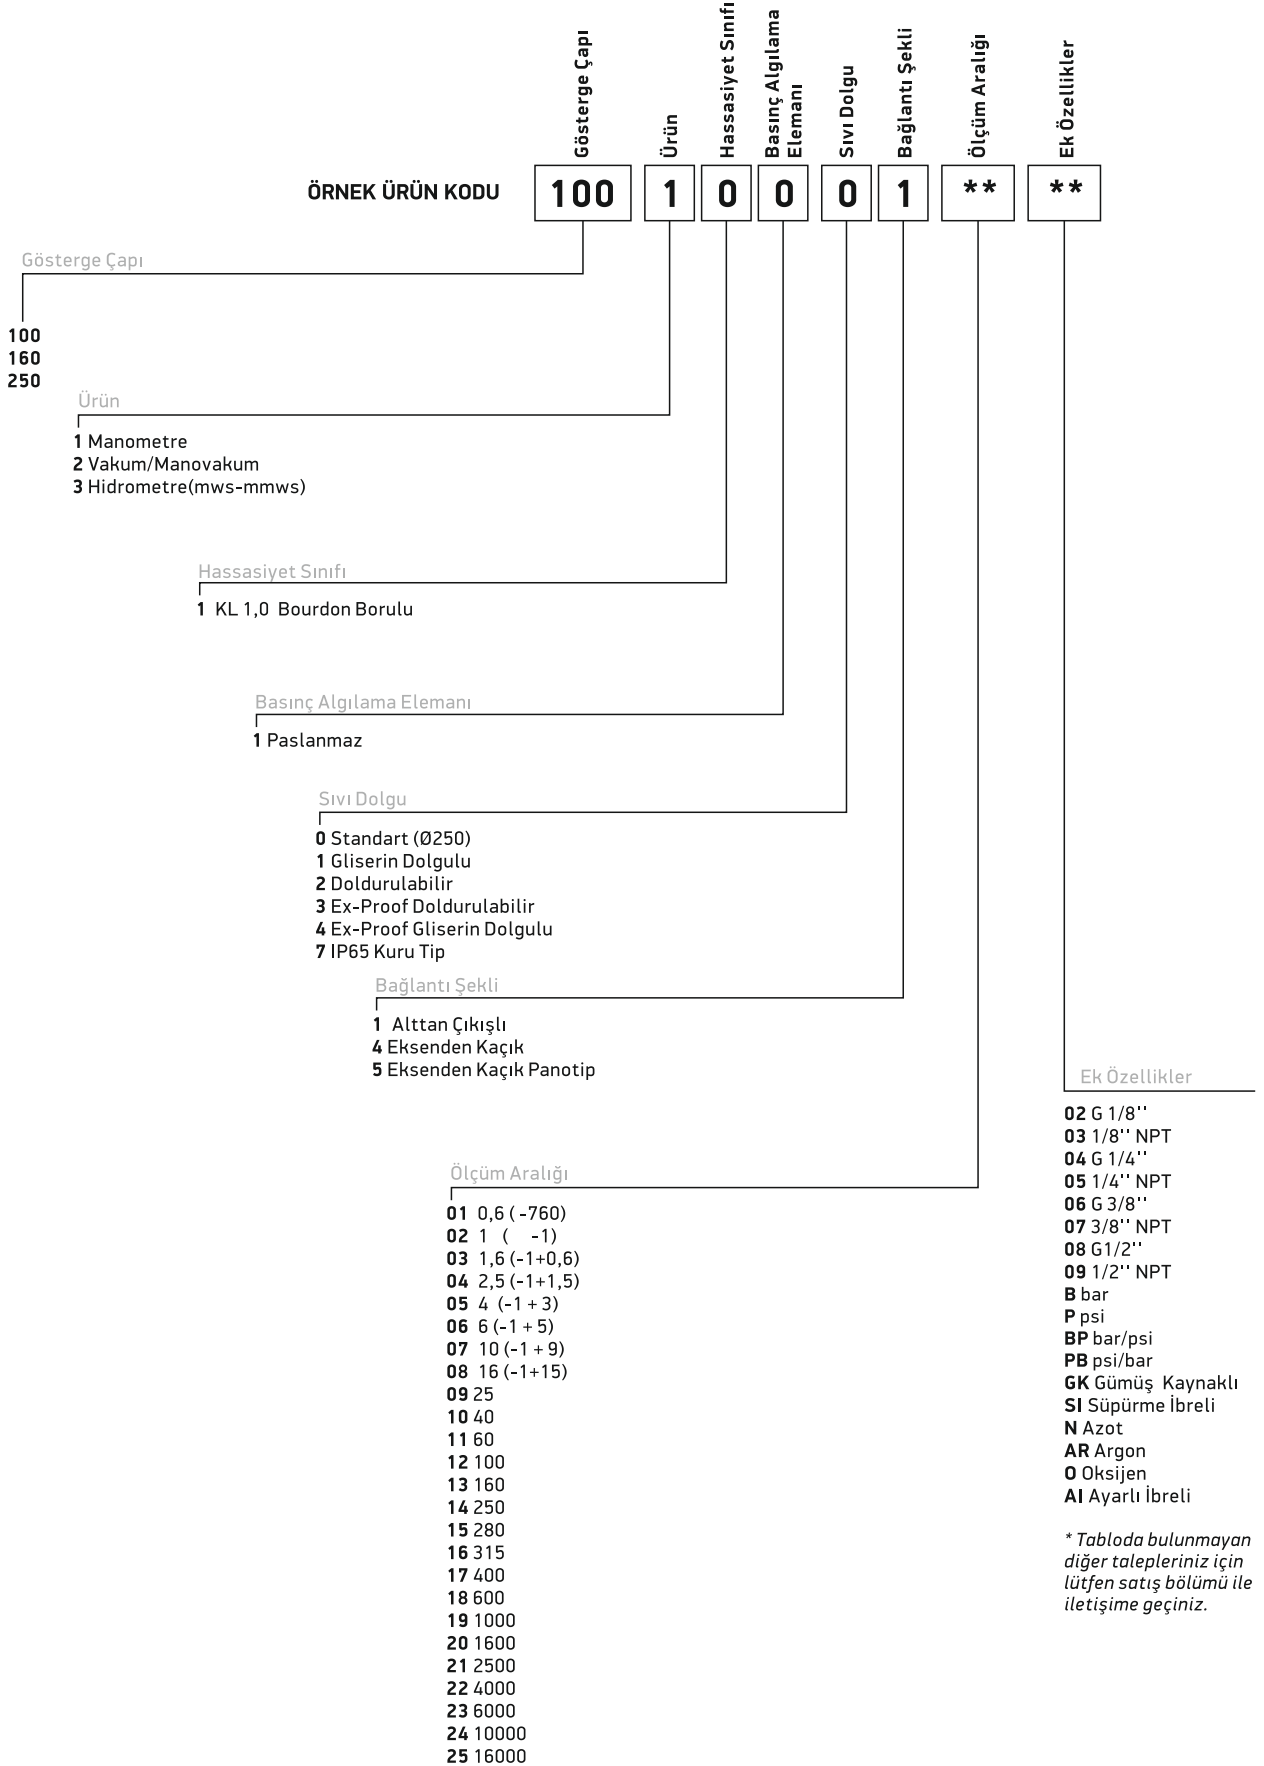 Gösterge Çapı
Ürün
Hassasiyet Sınıfı
Basınç Algılama
Elemanı
Sıvı Dolgu
Bağlantı Şekli
Ölçüm Aralığı
Ek Özellikler
ÖRNEK ÜRÜN KODU 100 1 0 0 0 1 ** **
Gösterge Çapı
100
160
250
Ürün
1 Manometre
2 Vakum/Manovakum
3 Hidrometre(mws-mmws)
Hassasiyet Sınıfı
1 KL 1,0 Bourdon Borulu
Basınç Algılama Elemanı
1 Paslanmaz
Sıvı Dolgu
0 Standart (Ø250)
1 Gliserin Dolgulu
2 Doldurulabilir
3 Ex-Proof Doldurulabilir
4 Ex-Proof Gliserin Dolgulu
7 IP65 Kuru Tip
Bağlantı Şekli
1 Alttan Çıkışlı
4 Eksenden Kaçık
5 Eksenden Kaçık Panotip
Ölçüm Aralığı
01 0,6 ( -760)
02 1 ( -1)
03 1,6 (-1+0,6)
04 2,5 (-1+1,5)
05 4 (-1 + 3)
06 6 (-1 + 5)
07 10 (-1 + 9)
08 16 (-1+15)
09 25
10 40
11 60
12 100
13 160
14 250
15 280
16 315
17 400
18 600
19 1000
20 1600
21 2500
22 4000
23 6000
24 10000
25 16000
Ek Özellikler
02 G 1/8''
03 1/8'' NPT
04 G 1/4''
05 1/4'' NPT
06 G 3/8''
07 3/8'' NPT
08 G1/2''
09 1/2'' NPT
B bar
P psi
BP bar/psi
PB psi/bar
GK Gümüş Kaynaklı
SI Süpürme İbreli
N Azot
AR Argon
O Oksijen
AI Ayarlı İbreli
* Tabloda bulunmayan
diğer talepleriniz için
lütfen satış bölümü ile
iletişime geçiniz.